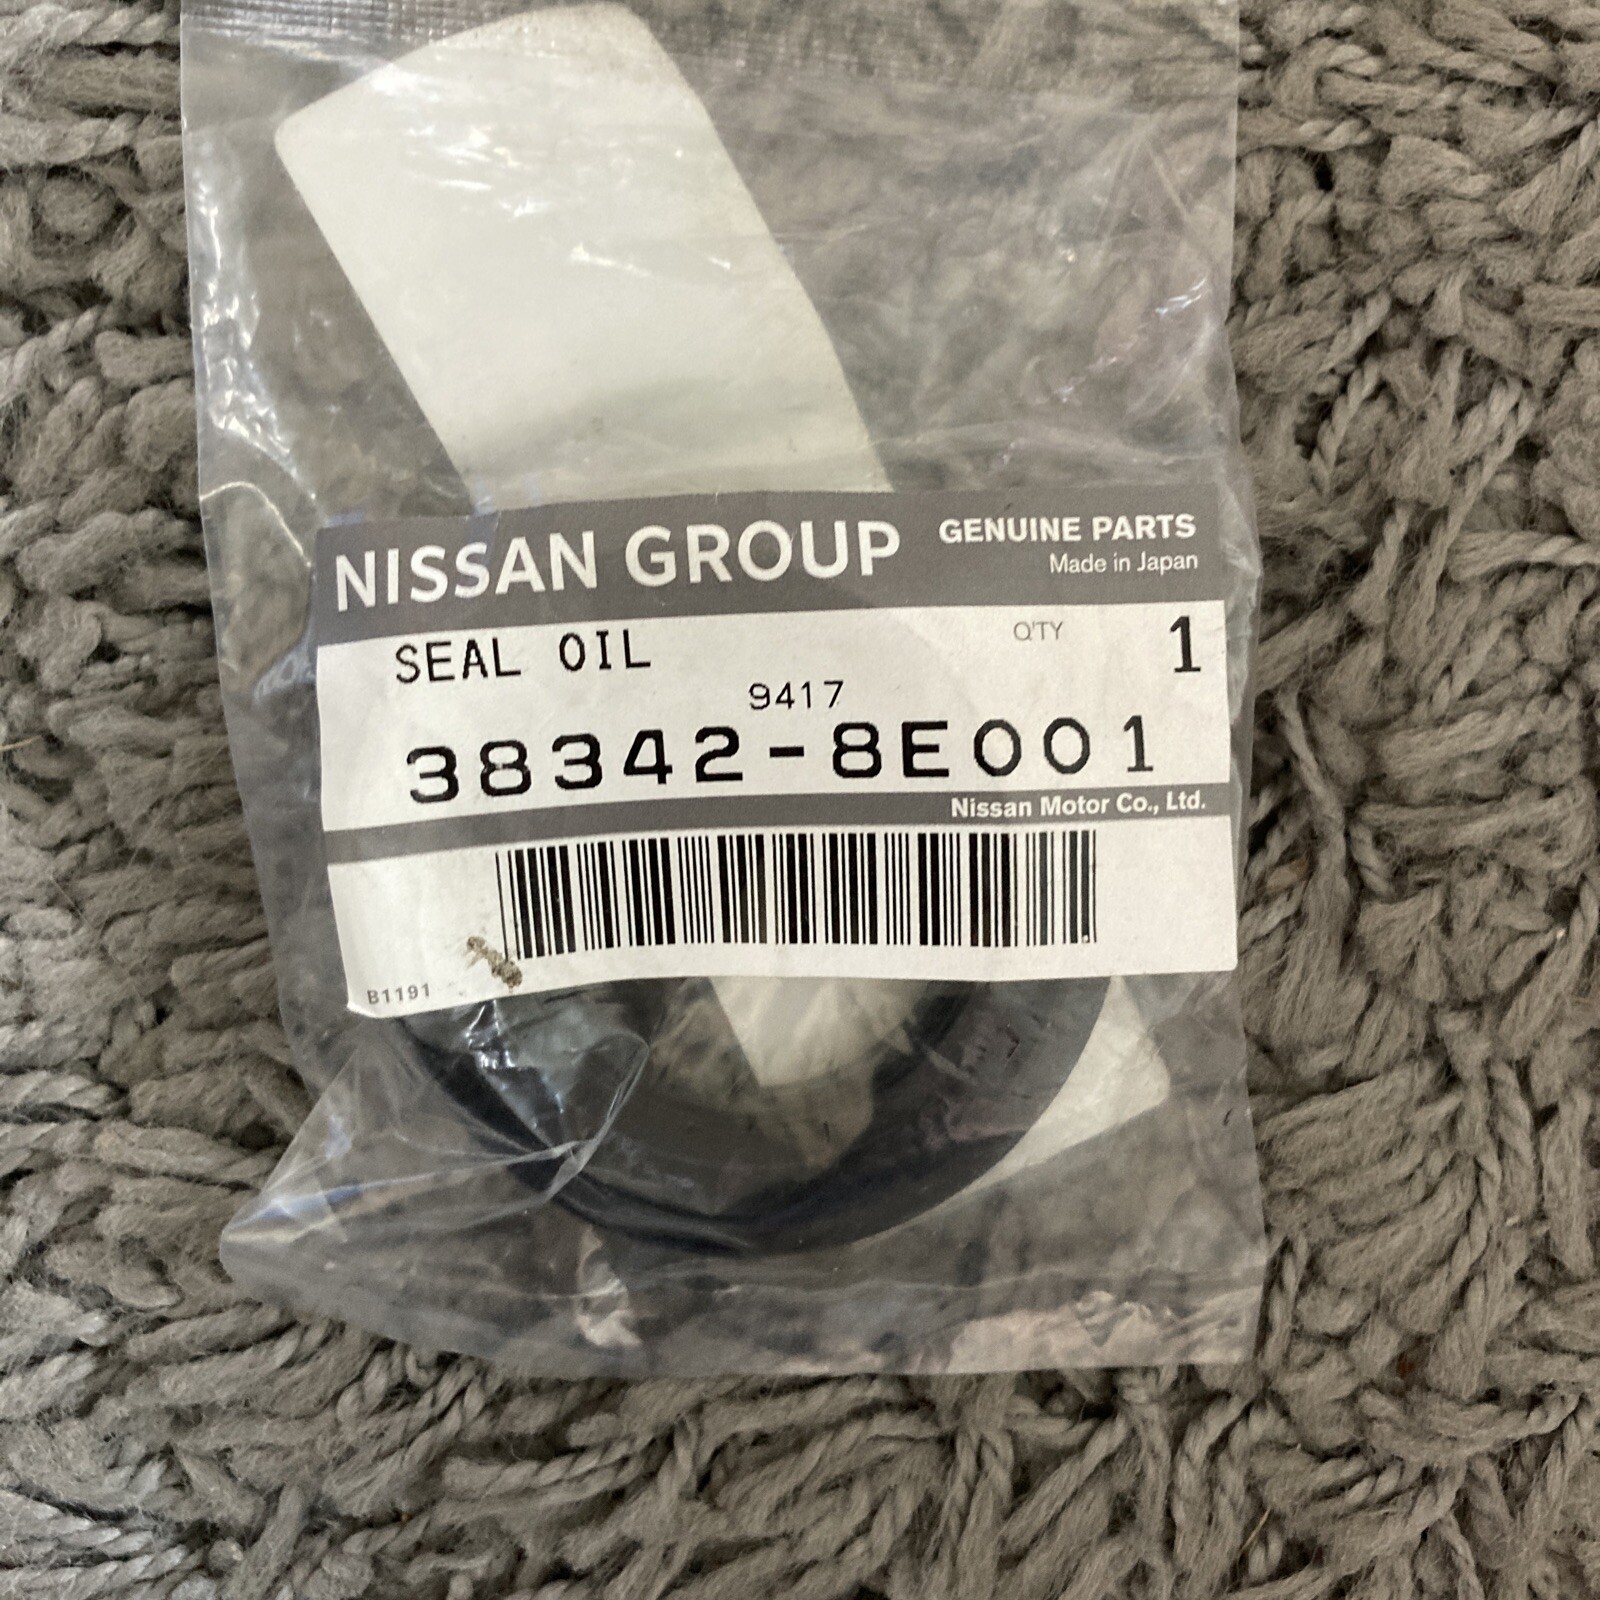 NISSAN GROUP
GENUINE PARTS
Made in Japan
SEAL OIL
Q'TY 1
9417
38342-8E001
Nissan Motor Co., Ltd.
B1191